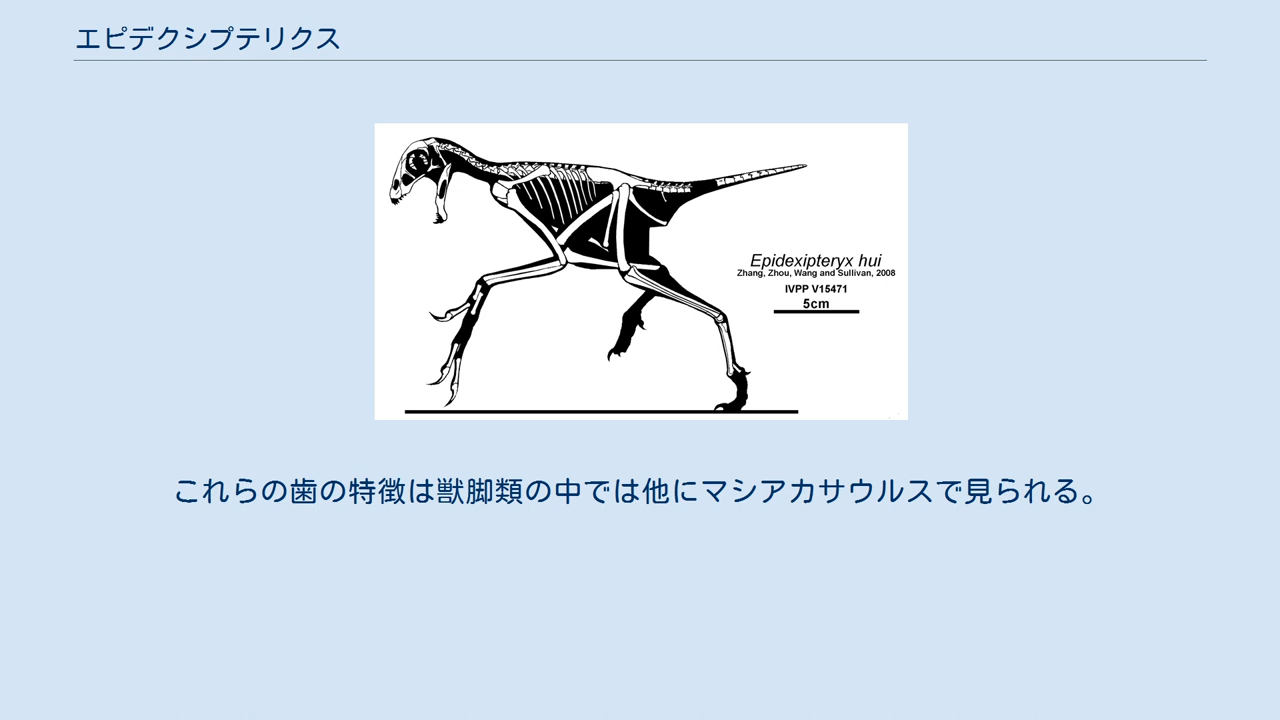 エピデクシプテリクス
Epidexipteryx hui
Zhang, Zhou, Wang and Sullivan, 2008
IVPP V15471
5cm
これらの歯の特徴は獣脚類の中では他にマシアカサウルスで見られる。